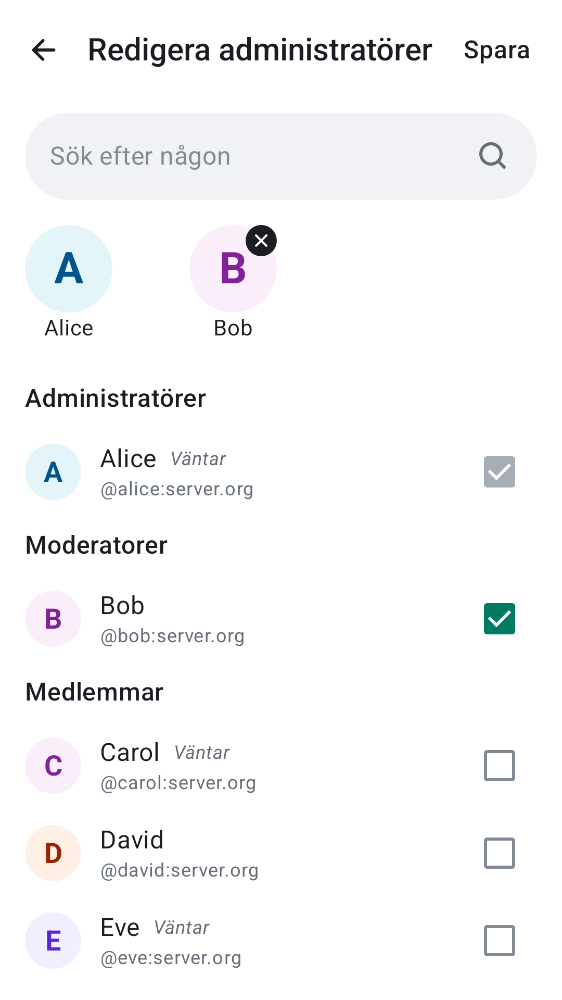 Redigera administratörer Spara
Sök efter någon
A B
Alice Bob
Administratörer
A Alice Väntar
@alice:server.org
Moderatorer
B Bob
@bob:server.org
Medlemmar
C Carol Väntar
@carol:server.org
D David
@david:server.org
E Eve Väntar
@eve:server.org